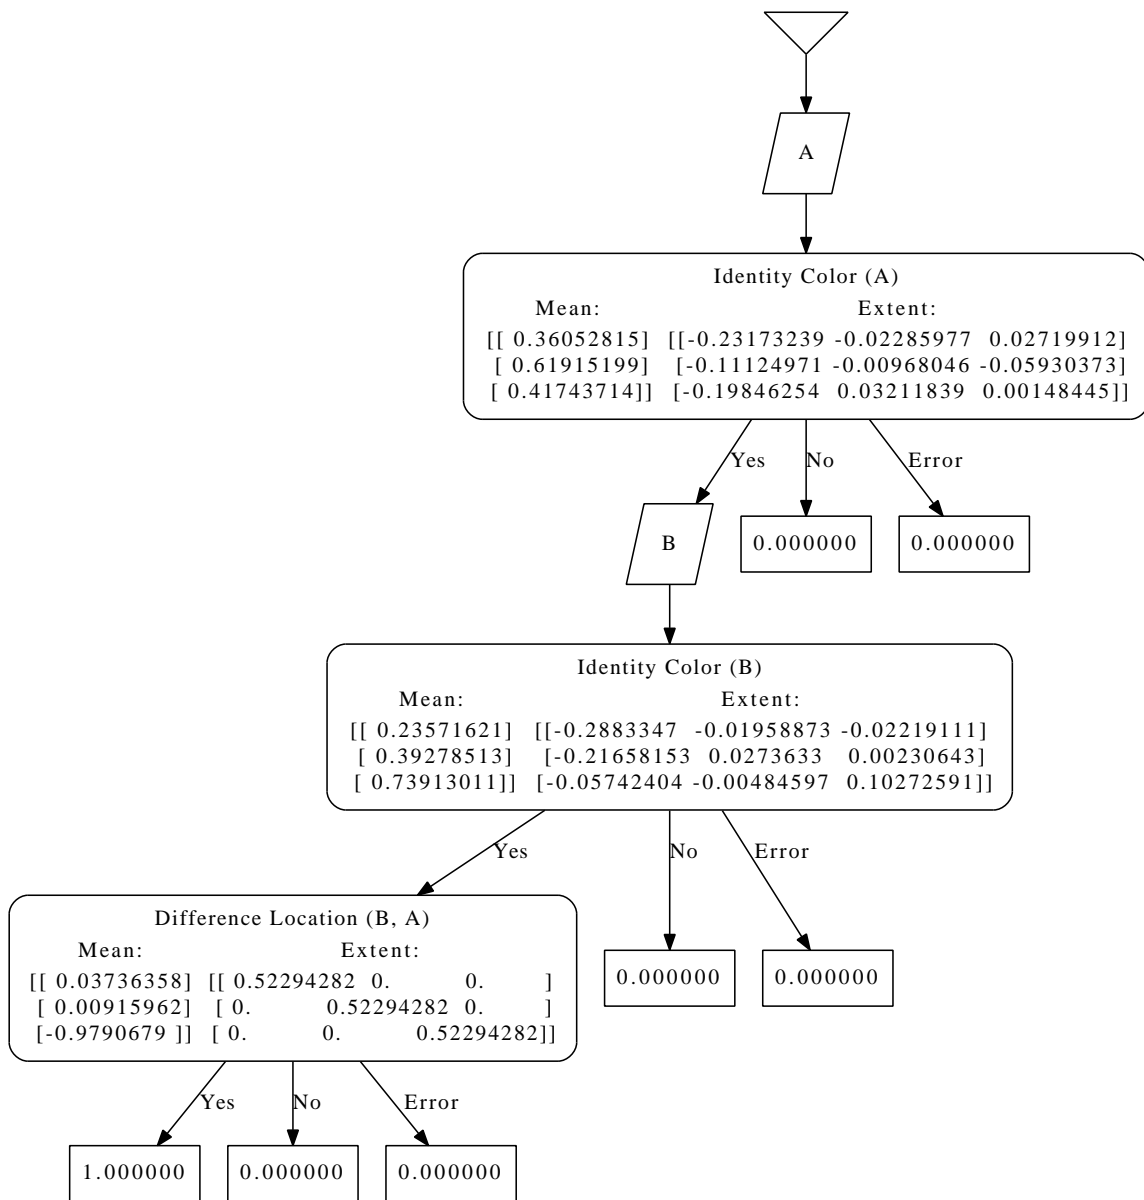 A
Identity Color (A)
Mean: Extent:
[[ 0.36052815] [[-0.23173239 -0.02285977 0.02719912]
[ 0.61915199] [-0.11124971 -0.00968046 -0.05930373]
[ 0.41743714]] [-0.19846254 0.03211839 0.00148445]]
Yes No Error
B 0.000000 0.000000
Identity Color (B)
Mean: Extent:
[[ 0.23571621] [[-0.2883347 -0.01958873 -0.02219111]
[ 0.39278513] [-0.21658153 0.0273633 0.00230643]
[ 0.73913011]] [-0.05742404 -0.00484597 0.10272591]]
Yes No Error
Difference Location (B, A)
Mean: Extent:
[[ 0.03736358] [[ 0.52294282 0. 0. ]
[ 0.00915962] [ 0. 0.52294282 0. ]
[-0.9790679 ]] [ 0. 0. 0.52294282]]
0.000000 0.000000
Yes No Error
1.000000 0.000000 0.000000